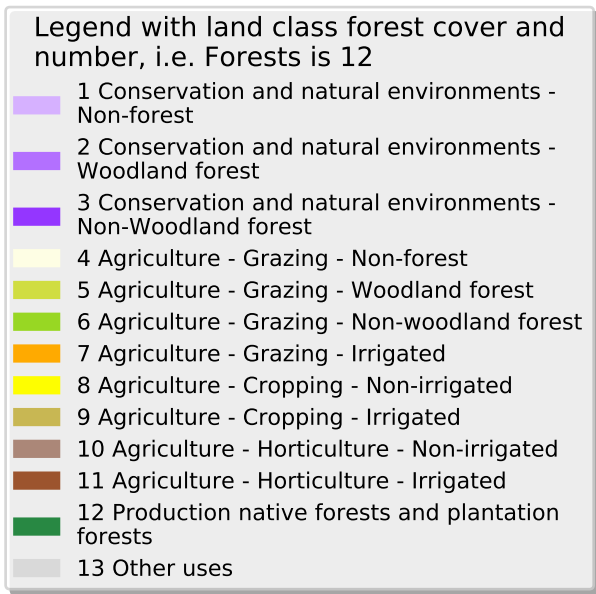 Legend with land class forest cover and
number, i.e. Forests is 12
1 Conservation and natural environments -
Non-forest
2 Conservation and natural environments -
Woodland forest
3 Conservation and natural environments -
Non-Woodland forest
4 Agriculture - Grazing - Non-forest
5 Agriculture - Grazing - Woodland forest
6 Agriculture - Grazing - Non-woodland forest
7 Agriculture - Grazing - Irrigated
8 Agriculture - Cropping - Non-irrigated
9 Agriculture - Cropping - Irrigated
10 Agriculture - Horticulture - Non-irrigated
11 Agriculture - Horticulture - Irrigated
12 Production native forests and plantation
forests
13 Other uses